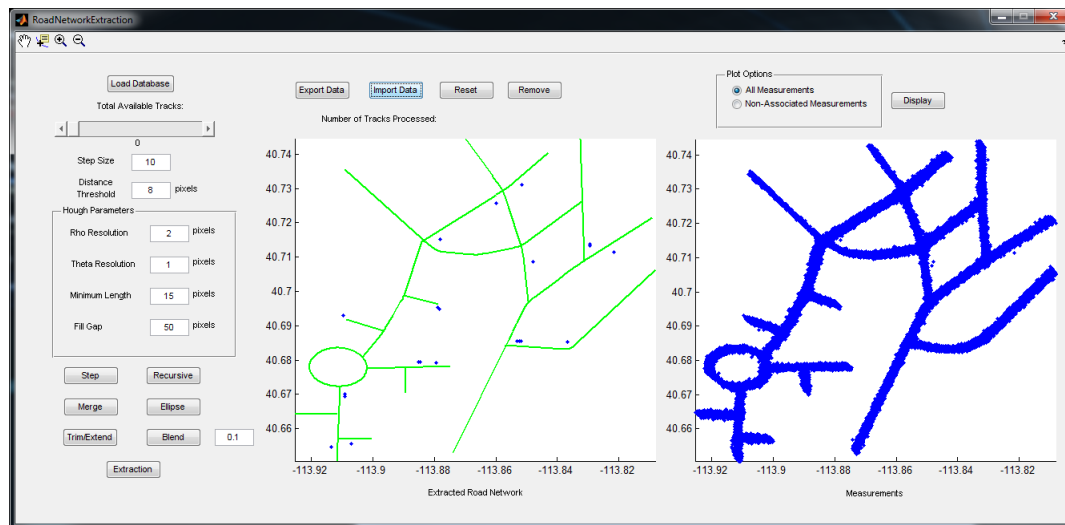 RoadNetworkExtraction
Load Database
Total Available Tracks:
0
Step Size 10
Distance Threshold 8 pixels
Hough Parameters
Rho Resolution 2 pixels
Theta Resolution 1 pixels
Minimum Length 15 pixels
Fill Gap 50 pixels
Step Recursive
Merge Ellipse
Trim/Extend Blend 0.1
Extraction
Export Data Import Data Reset Remove
Number of Tracks Processed:
Plot Options
All Measurements
Non-Associated Measurements
Display
40.74
40.73
40.72
40.71
40.7
40.69
40.68
40.67
40.66
-113.92 -113.9 -113.88 -113.86 -113.84 -113.82
Extracted Road Network
40.74
40.73
40.72
40.71
40.7
40.69
40.68
40.67
40.66
-113.92 -113.9 -113.88 -113.86 -113.84 -113.82
Measurements